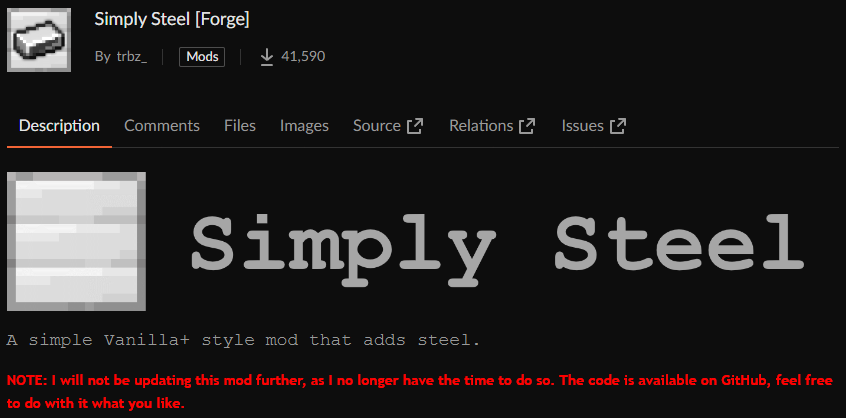 Simply Steel [Forge]
By trbz_ Mods 41,590
Description Comments Files Images Source Relations Issues
Simply Steel
A simple Vanilla+ style mod that adds steel.
NOTE: I will not be updating this mod further, as I no longer have the time to do so. The code is available on GitHub, feel free
to do with it what you like.